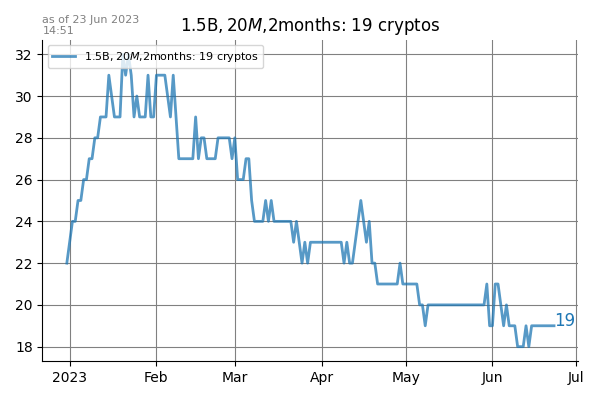 as of 23 Jun 2023
14:51
1.5B, 20M,2months: 19 cryptos
1.5B, 20M,2months: 19 cryptos
32
30
28
26
24
22
20
18
19
2023 Feb Mar Apr May Jun Jul